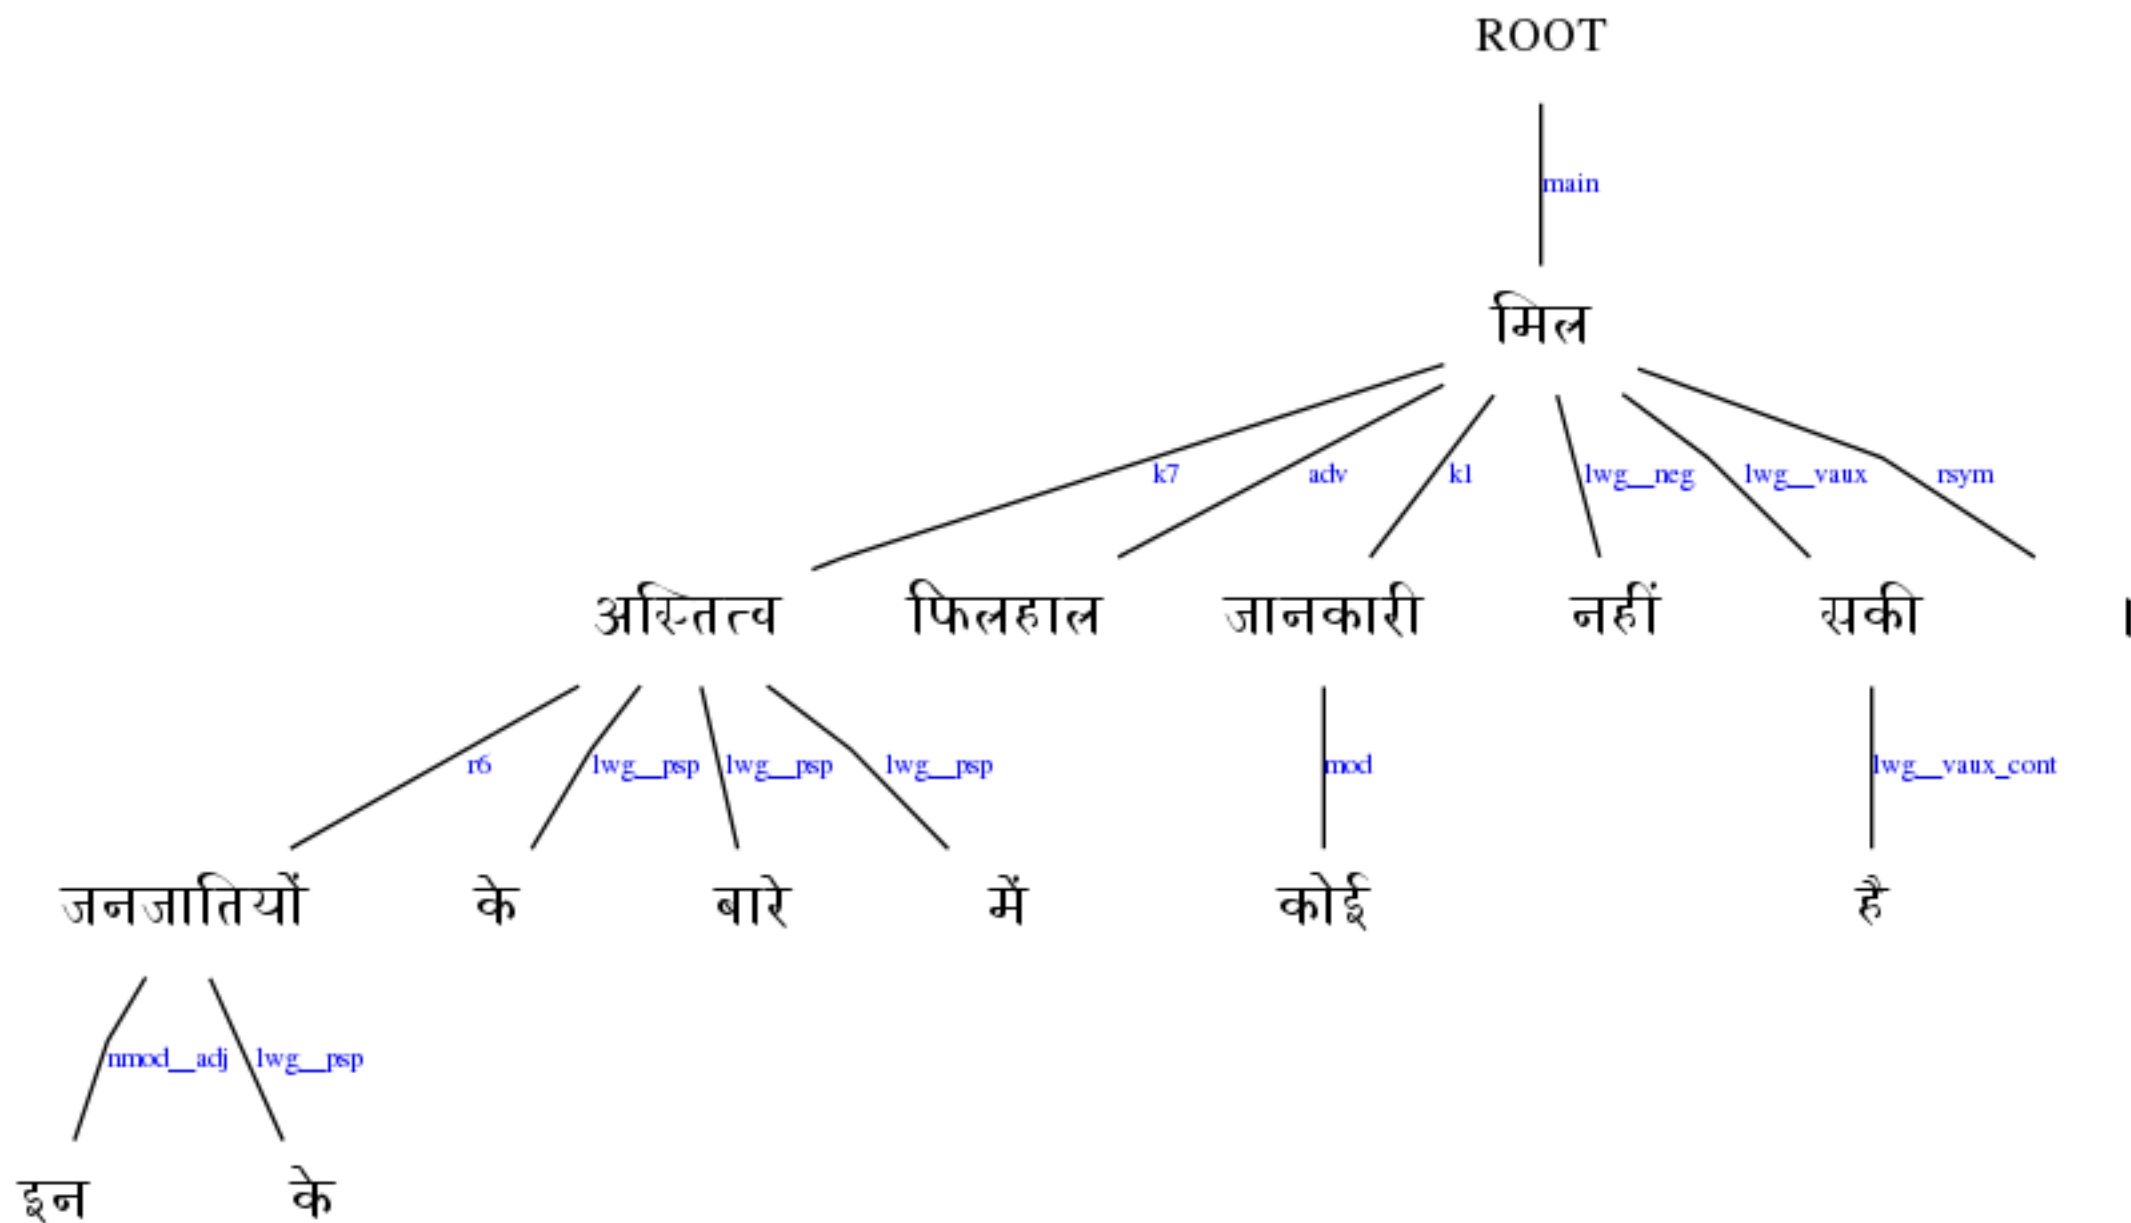 ROOT
main
मिल
k7 adv k1 lwg__neg lwg__vaux rsym
अस्तित्व फिलहाल जानकारी नहीं सकी ।
r6 lwg__psp lwg__psp lwg__psp mod lwg__vaux_cont
जनजातियों के बारे में कोई है
nmod__adj lwg__psp
इन के